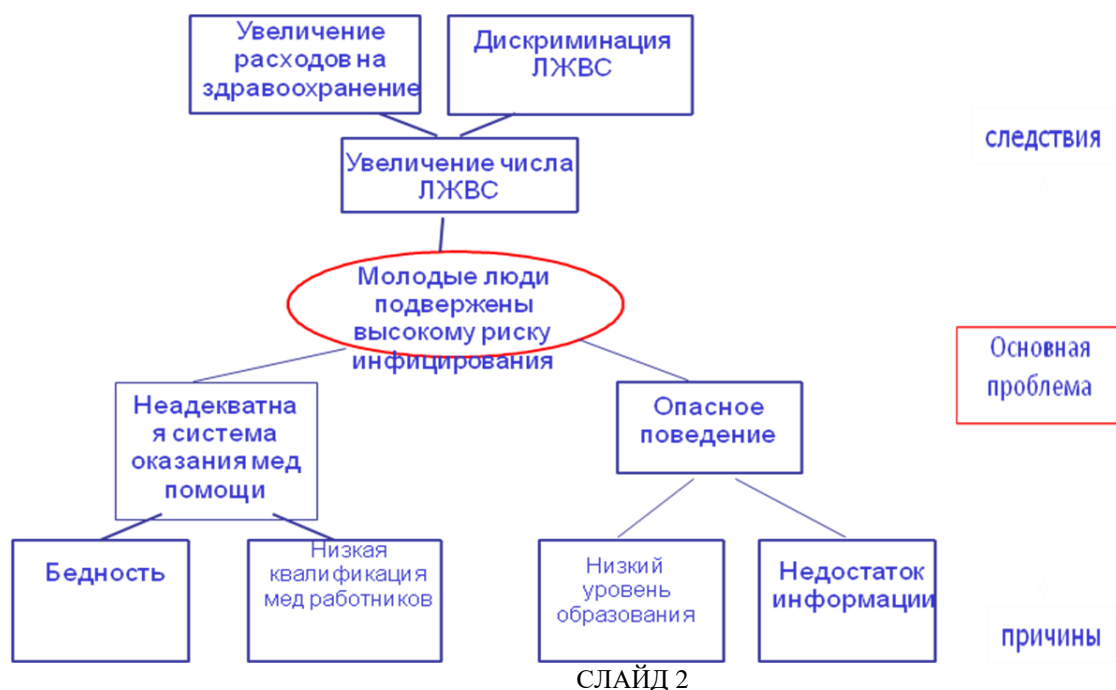 Увеличение
расходов на
здравоохранение
Дискриминация
ЛЖВС
следствия
Увеличение числа
ЛЖВС
Молодые люди
подвержены
высокому риску
инфицирования
Основная
проблема
Неадекватна
я система
оказания мед
помощи
Опасное
поведение
Бедность
Низкая
квалификация
мед работников
Низкий
уровень
образования
Недостаток
информации
причины
СЛАЙД 2